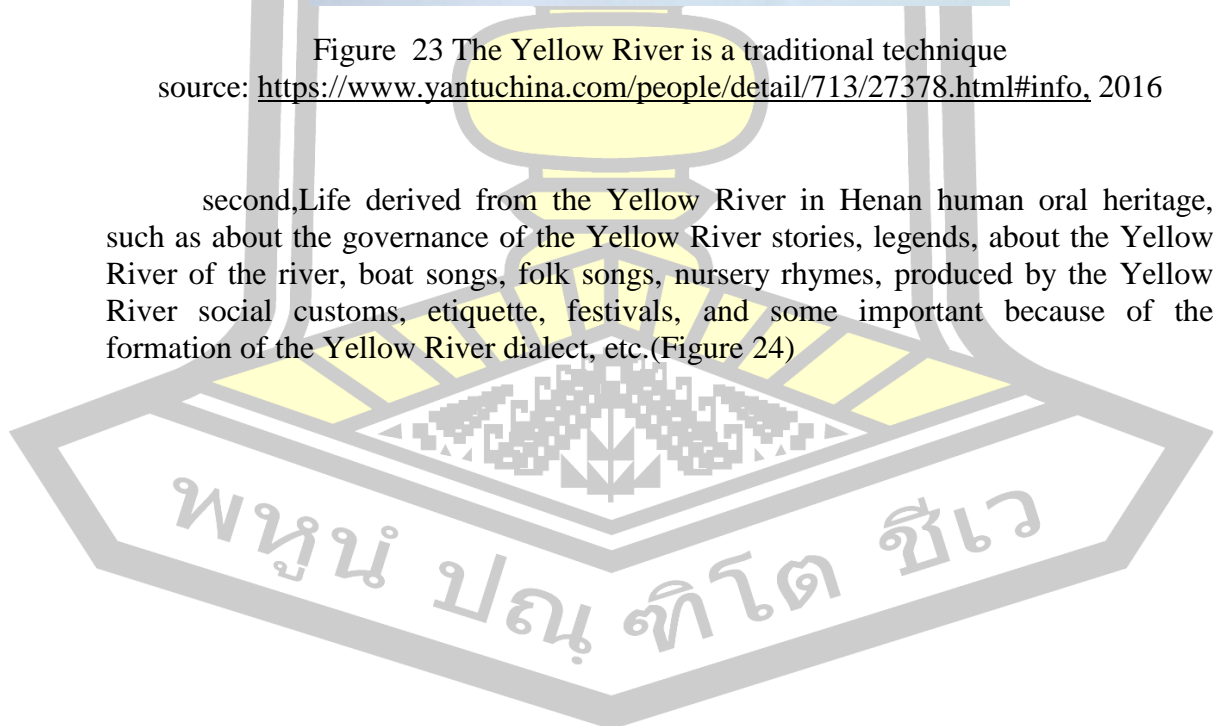 Figure  23 The Yellow River is a traditional technique
source: https://www.yantuchina.com/people/detail/713/27378.html#info, 2016
second,Life derived from the Yellow River in Henan human oral heritage,
such as about the governance of the Yellow River stories, legends, about the Yellow
River of the river, boat songs, folk songs, nursery rhymes, produced by the Yellow
River social customs, etiquette, festivals, and some important because of the
formation of the Yellow River dialect, etc.(Figure 24)
พหูนํ ปณฺฑิโต ชีเว